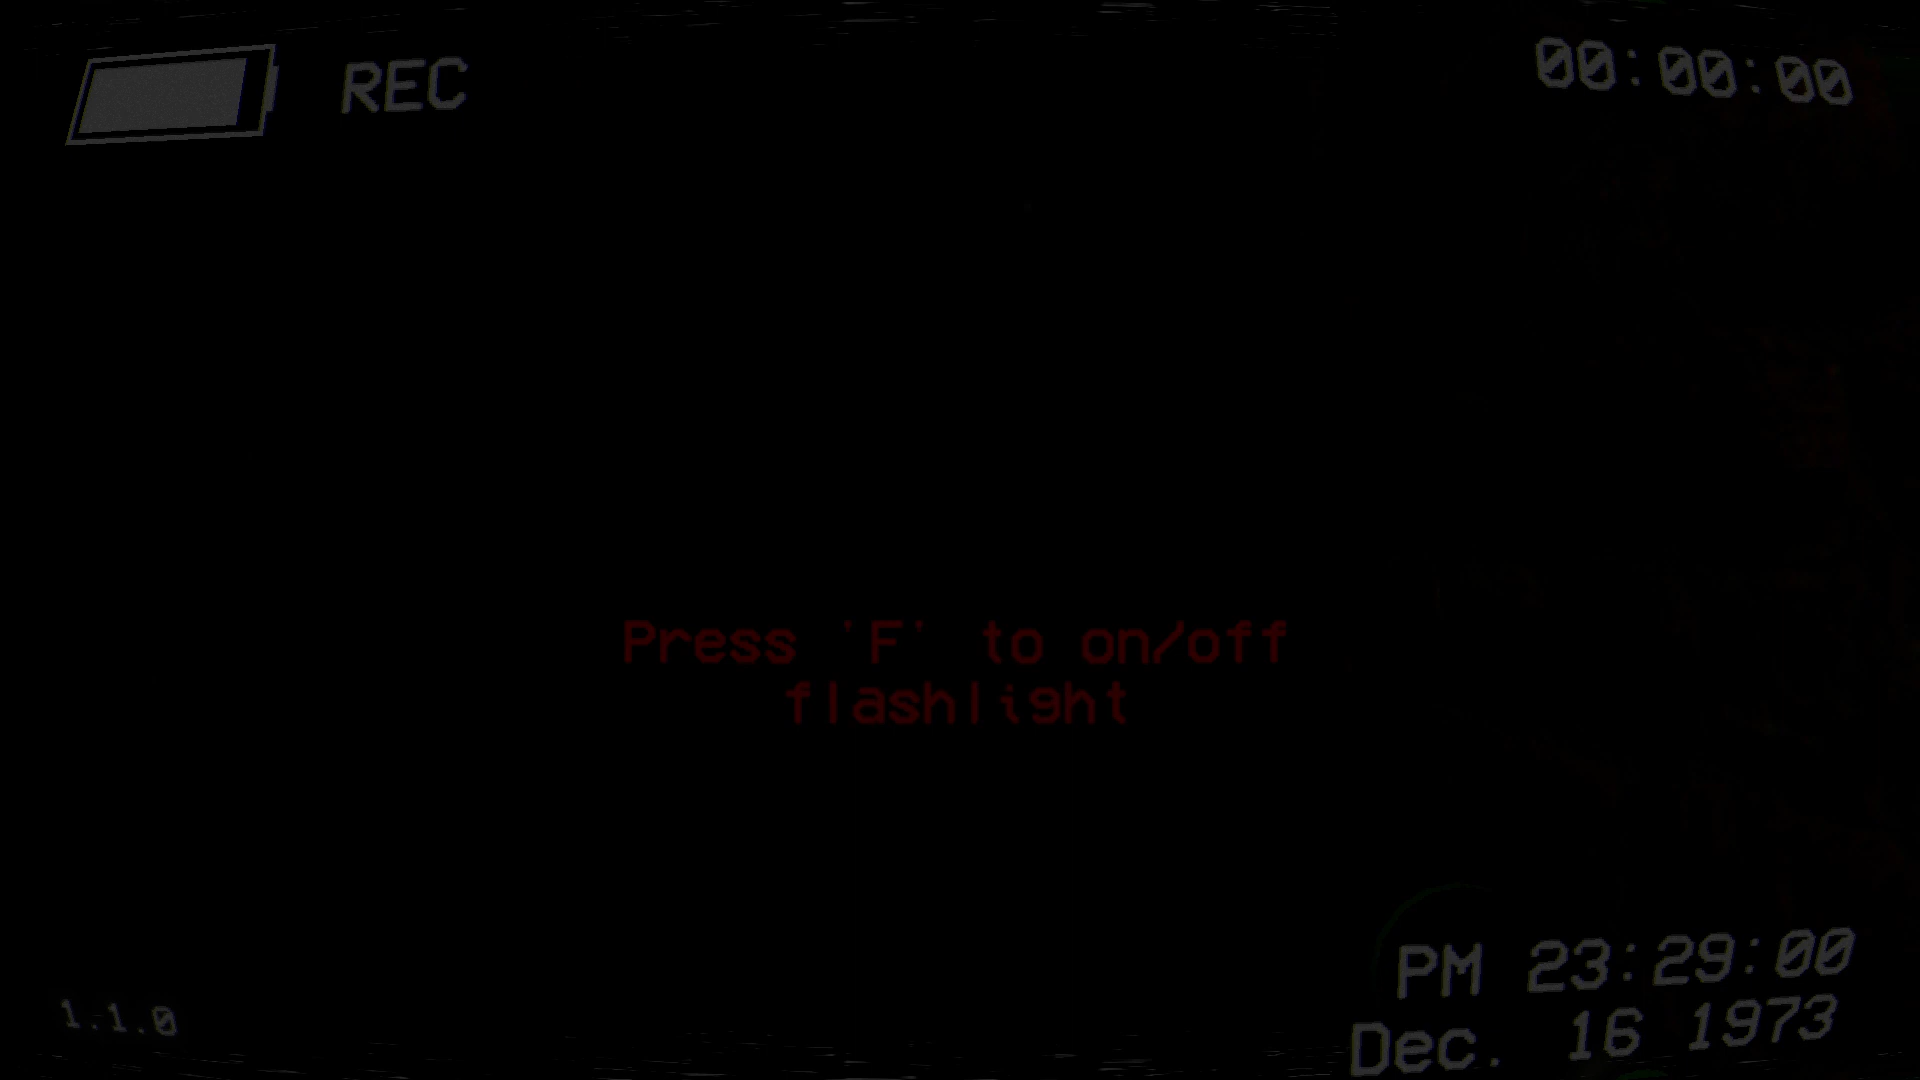 REC
00:00:00
Press 'F' to on/off
flashlight
PM 23:29:00
Dec. 16 1973
1.1.0